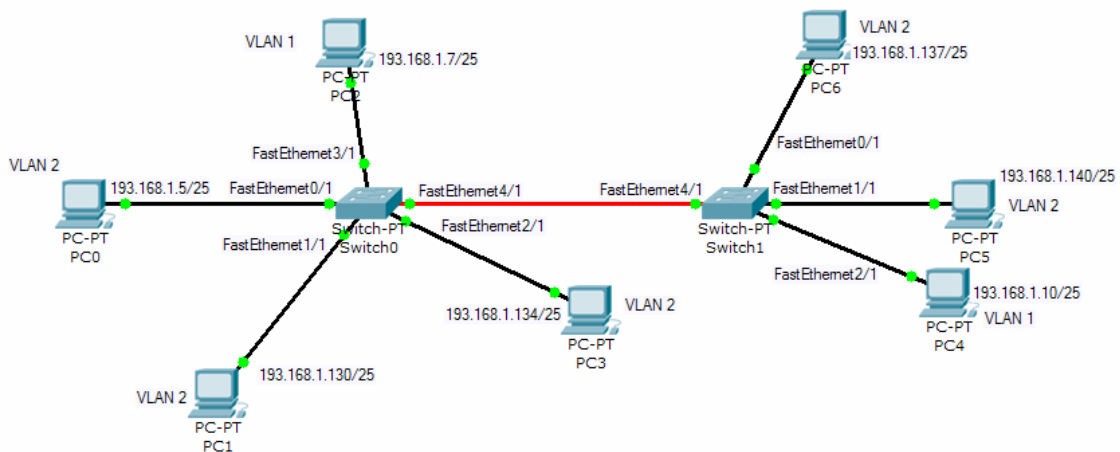 VLAN 1
193.168.1.7/25
PC-PT
PC2
FastEthernet3/1
VLAN 2
193.168.1.5/25
FastEthernet0/1
PC-PT
PC0
FastEthernet4/1
Switch-PT
Switch0
FastEthernet1/1
FastEthernet2/1
VLAN 2
193.168.1.130/25
PC-PT
PC1
193.168.1.134/25
VLAN 2
PC-PT
PC3
VLAN 2
193.168.1.137/25
PC-PT
PC6
FastEthernet0/1
FastEthernet4/1
FastEthernet1/1
Switch-PT
Switch1
193.168.1.140/25
VLAN 2
PC-PT
PC5
FastEthernet2/1
193.168.1.10/25
VLAN 1
PC-PT
PC4